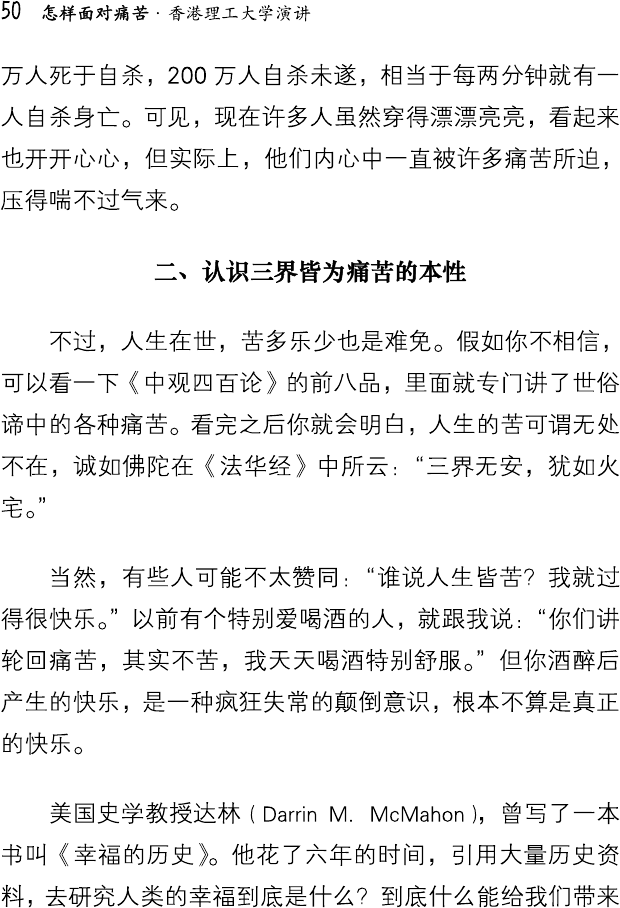 50 怎样面对痛苦·香港理工大学演讲
万人死于自杀，200 万人自杀未遂，相当于每两分钟就有一
人自杀身亡。可见，现在许多人虽然穿得漂漂亮亮，看起来
也开开心心，但实际上，他们内心中一直被许多痛苦所迫，
压得喘不过气来。
二、认识三界皆为痛苦的本性
不过，人生在世，苦多乐少也是难免。假如你不相信，
可以看一下《中观四百论》的前八品，里面就专门讲了世俗
谛中的各种痛苦。看完之后你就会明白，人生的苦可谓无处
不在，诚如佛陀在《法华经》中所云：“三界无安，犹如火
宅。”
当然，有些人可能不太赞同：“谁说人生皆苦？我就过
得很快乐。”以前有个特别爱喝酒的人，就跟我说：“你们讲
轮回痛苦，其实不苦，我天天喝酒特别舒服。”但你酒醉后
产生的快乐，是一种疯狂失常的颠倒意识，根本不算是真正
的快乐。
美国史学教授达林（Darrin M. McMahon），曾写了一本
书叫《幸福的历史》。他花了六年的时间，引用大量历史资
料，去研究人类的幸福到底是什么？到底什么能给我们带来